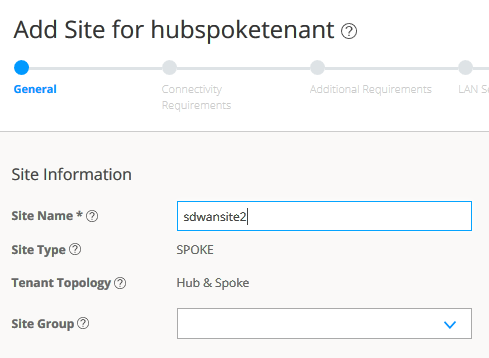 Add Site for hubspoketenant
General
Connectivity
Requirements
Additional Requirements
LAN Se
Site Information
Site Name * sdwansite2
Site Type SPOKE
Tenant Topology Hub & Spoke
Site Group